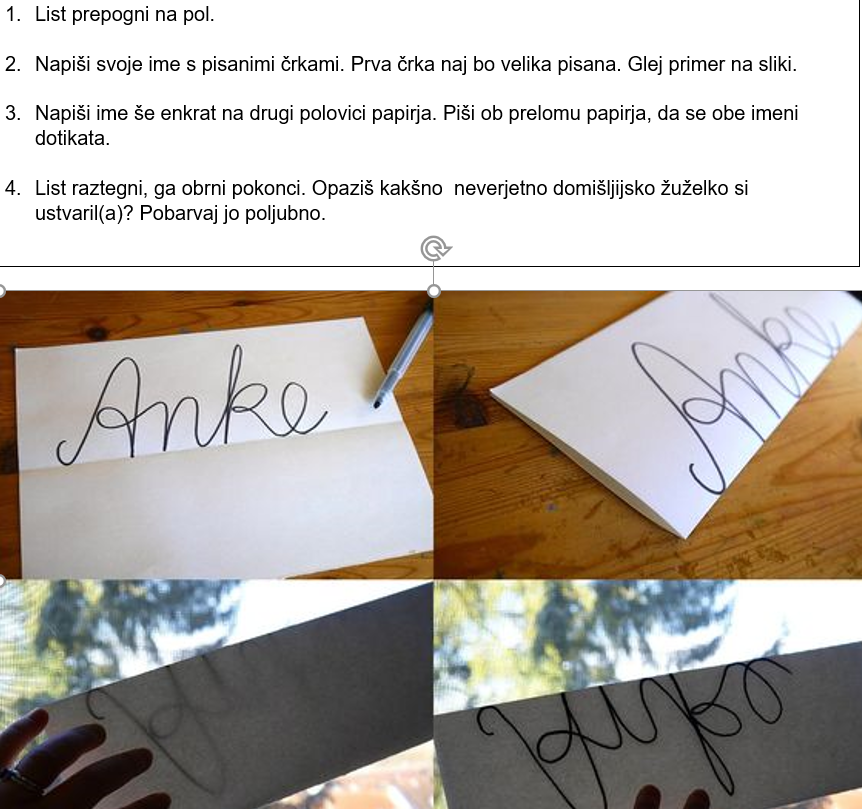 1. List prepogni na pol.
2. Napiši svoje ime s pisanimi črkami. Prva črka naj bo velika pisana. Glej primer na sliki.
3. Napiši ime še enkrat na drugi polovici papirja. Piši ob prelomu papirja, da se obe imeni
dotikata.
4. List raztegni, ga obrni pokonci. Opaziš kakšno neverjetno domišljijsko žuželko si
ustvaril(a)? Pobarvaj jo poljubno.
Anke
Anke
Anke